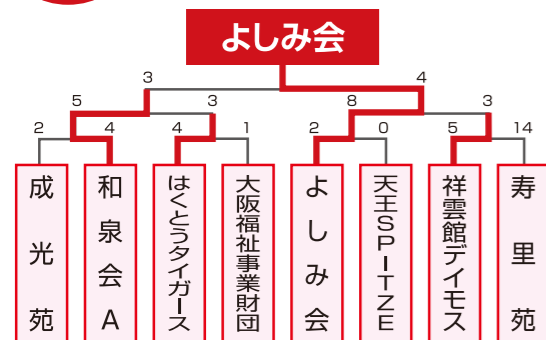 よしみ会
3 4
5 3 8 3
2 4 4 1 2 0 5 14
成光苑
和泉会A
はくとうタイガース
大阪福祉事業財団
よしみ会
天王SPITZE
祥雲館デイモス
寿里苑